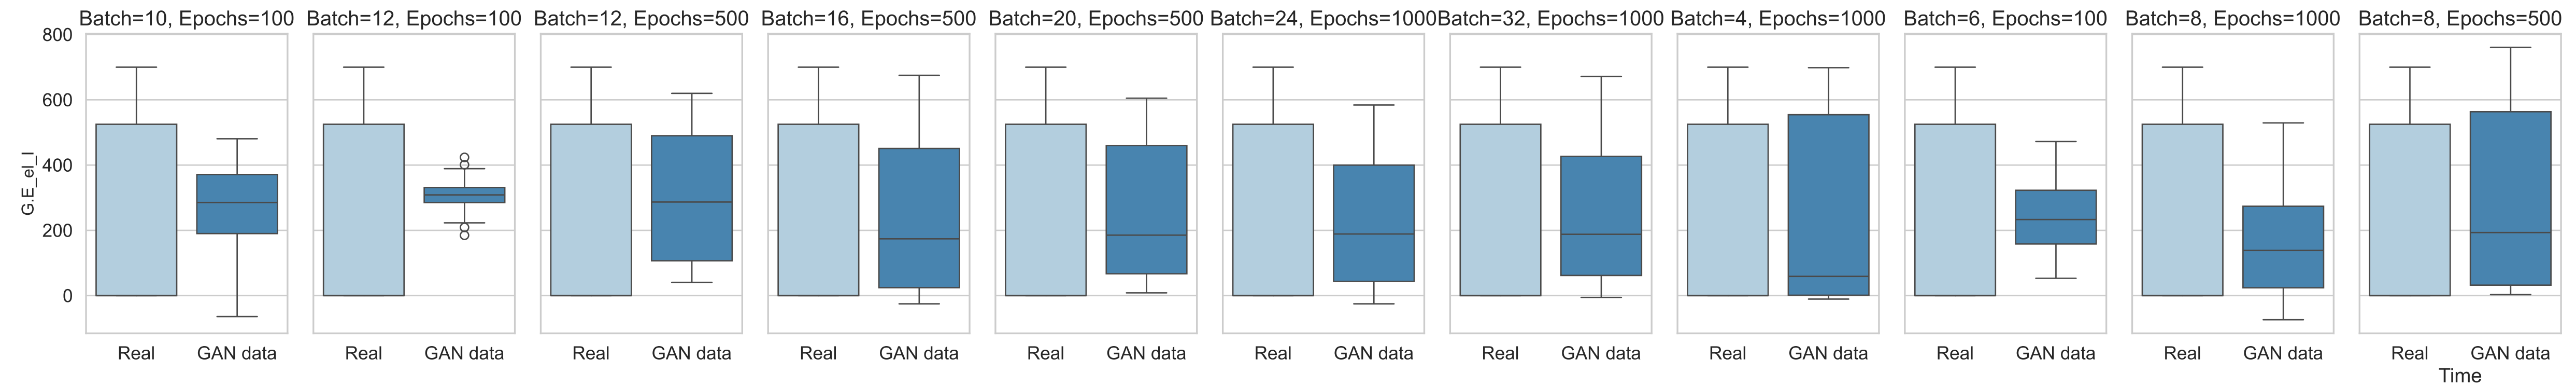 Batch=10, Epochs=100 Batch=12, Epochs=100 Batch=12, Epochs=500 Batch=16, Epochs=500 Batch=20, Epochs=500 Batch=24, Epochs=1000 Batch=32, Epochs=1000 Batch=4, Epochs=1000 Batch=6, Epochs=100 Batch=8, Epochs=1000 Batch=8, Epochs=500
800
600
400
200
0
G.E_el_I
Real GAN data Real GAN data Real GAN data Real GAN data Real GAN data Real GAN data Real GAN data Real GAN data Real GAN data Real GAN data Real GAN data
Time